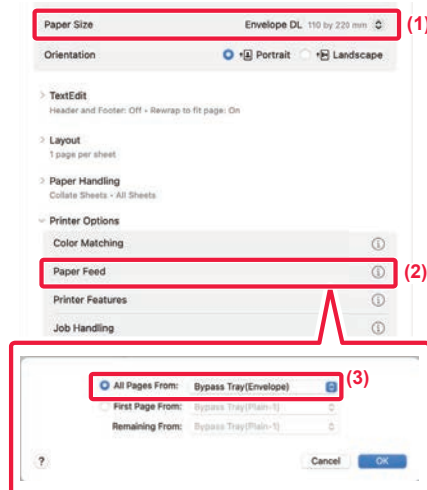 Paper Size Envelope DL 110 by 220 mm (1)
Orientation Portrait Landscape
TextEdit
Header and Footer: Off • Rewrap to fit page: On
Layout
1 page per sheet
Paper Handling
Collate Sheets • All Sheets
Printer Options
Color Matching
Paper Feed (2)
Printer Features
Job Handling
All Pages From: Bypass Tray(Envelope) (3)
First Page From: Bypass Tray(Plain-1)
Remaining From: Bypass Tray(Plain-1)
? Cancel OK